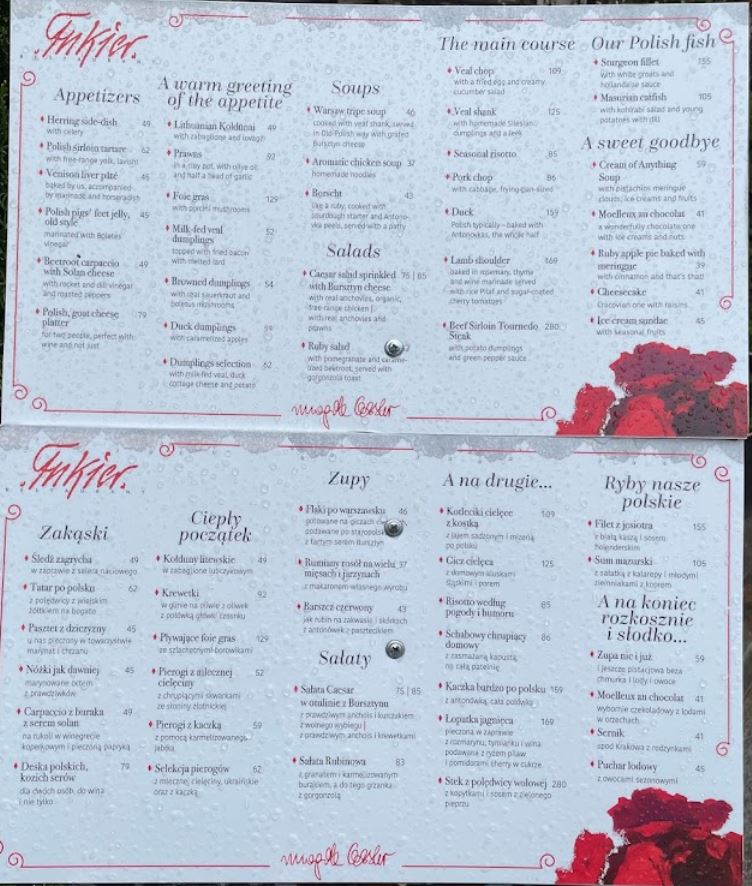 Fukier
Appetizers
Herring side-dish 49
with celery
Polish sirloin tartare 62
with free-range yolk, lavish!
Venison liver pâté 45
baked by us, accompanied
by marinade and horseradish
Polish pigs' feet jelly, 45
old style
marinated with
vinegar
Beetroot carpaccio 49
with Solan cheese
with rocket and dill vinegar
and roasted peppers
Polish, goat cheese 79
platter
for two people, perfect with
wine and not just
A warm greeting
of the appetite
Lithuanian Kołduni 49
with zabaglione and lovage
Prawns 92
in a clay pot, with olive oil
and half a head of garlic
Foie gras 129
with porcini mushrooms
Milk-fed veal 52
dumplings
topped with fried bacon
with melted lard
Browned dumplings 54
with real sauerkraut and
boletus mushrooms
Duck dumplings 59
with caramelized apples
Dumplings selection 62
with milk-fed veal, duck
cottage cheese and potato
Soups
Warsaw tripe soup 46
cooked with veal shank, served
in Old-Polish way with grated
Bursztyn cheese
Aromatic chicken soup 37
homemade noodles
Borscht 43
like a ruby, cooked with
sourdough starter and Antono-
vka peels, served with a patty
Salads
Caesar salad sprinkled 75 | 85
with Bursztyn cheese
with real anchovies, organic,
free-range chicken |
with real anchovies and
prawns
Ruby salad
with pomegranate and carame-
lized beetroot, served with
gorgonzola toast
The main course
Veal chop 109
with a fried egg and creamy
cucumber salad
Veal shank 125
with homemade Silesian
dumplings and a leek
Seasonal risotto 85
Pork chop 86
with cabbage, frying-pan-sized
Duck 159
Polish typically – baked with
Antonovkas, the whole half
Lamb shoulder 169
baked in rosemary, thyme
and wine marinade served
with rice Pilaf and sugar-coated
cherry tomatoes
Beef Sirloin Tournedo 280
Steak
with potato dumplings
and green pepper sauce
Our Polish fish
Sturgeon fillet 155
with white groats and
hollandaise sauce
Masurian catfish 105
with kohlrabi salad and young
potatoes with dill
A sweet goodbye
Cream of Anything 59
Soup
with pistachios meringue
clouds, ice creams and fruits
Moelleux au chocolat 41
a wonderfully chocolate one
with ice creams and nuts
Ruby apple pie baked with
meringue 39
with cinnamon and that's that!
Cheesecake 41
Cracovian one with raisins
Ice cream sundae 45
with seasonal fruits
magda Gessler
Fukier
Zakąski
Śledź zagrycha 49
w zaprawie z selera naciowego
Tatar po polsku 62
z polędwicy z wiejskim
żółtkiem na bogato
Pasztet z dziczyzny 45
u nas pieczony w towarzystwie
marynat i chrzanu
Nóżki jak dawniej 45
marynowane octem
z prawdziwków
Carpaccio z buraka 49
z serem solan
na rukoli w winegrecie
koperkowym i pieczoną papryką
Deska polskich, 79
kozich serów
dla dwóch osób, do wina
i nie tylko
Ciepły
początek
Kołduny litewskie 49
w zabaglione lubczykowym
Krewetki 92
w glinie na oliwie z oliwek
z połówką główki czosnku
Pływające foie gras 129
ze szlachetnymi borowikami
Pierogi z mlecznej 52
cielęciny
z chrupiącymi skwarkami
ze słoniny złotnickiej
Pierogi z kaczką 59
z pomocą karmelizowanego
jabłka
Selekcja pierogów 62
z mlecznej cielęciny, ukraińskie
oraz z kaczką
Zupy
Flaki po warszawsku 46
gotowane na giczach
podawane po staropolsku
z tartym serem Bursztyn
Rumiany rosół na wielu 37
mięsach i jarzynach
z makaronem własnego wyrobu
Barszcz czerwony 43
jak rubin na zakwasie i skórkach
z antonówek z pasztecikiem
Sałaty
Sałata Caesar 75 | 85
w otulinie z Bursztynu
z prawdziwym anchois i kurczakiem
z wolnego wybiegu |
z prawdziwym anchois i krewetkami
Sałata Rubinowa 83
z granatem i karmelizowanym
burakiem, a do tego grzanka
z gorgonzolą
A na drugie...
Kotleciki cielęce 109
z kostką
z jajem sadzonym i mizerią
po polsku
Gicz cielęca 125
z domowymi kluskami
śląskimi i porem
Risotto według 85
pogody i humoru
Schabowy chrupiący 86
domowy
z zasmażaną kapustą,
na całą patelnię
Kaczka bardzo po polsku 159
z antonówką, cała połówka
Łopatka jagnięca 169
pieczona w zaprawie
z rozmarynu, tymianku i wina
podawana z ryżem pilaw
i pomidorami cherry w cukrze
Stek z polędwicy wołowej 280
z kopytkami i sosem z zielonego
pieprzu
Ryby nasze
polskie
Filet z jesiotra 155
z białą kaszą i sosem
holenderskim
Sum mazurski 105
z sałatką z kalarepy i młodymi
ziemniakami z koprem
A na koniec
rozkosznie
i słodko...
Zupa nic i już 59
i jeszcze pistacjowa beza
chmurka i lody i owoce
Moelleux au chocolat 41
wybornie czekoladowy z lodami
w orzechach
Sernik 41
spod Krakowa z rodzynkami
Puchar lodowy 45
z owocami sezonowymi
magda Gessler